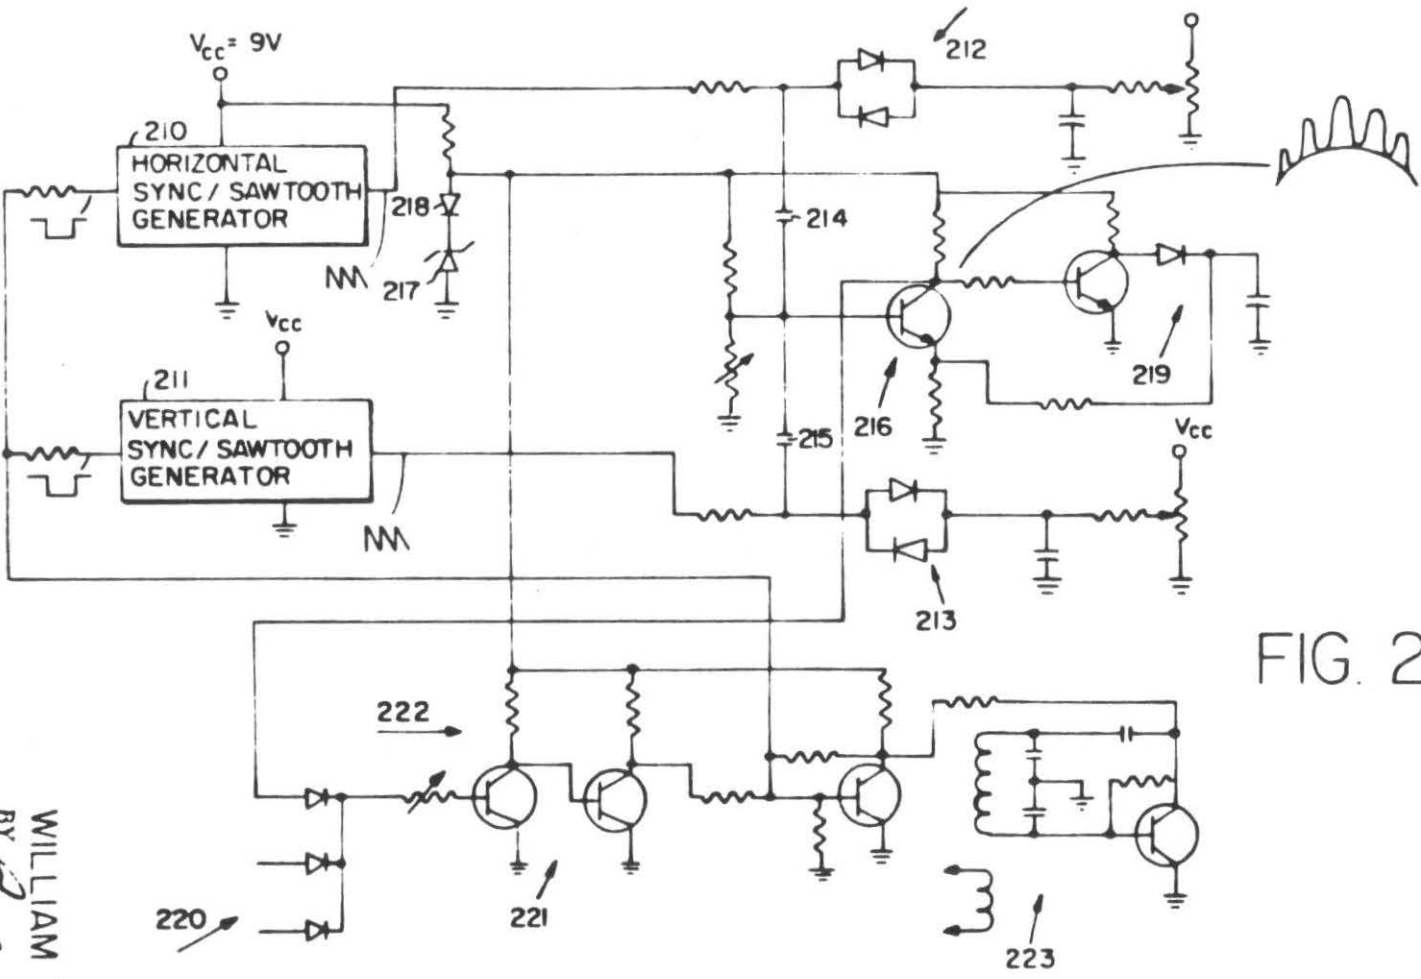 Vcc = 9V
212
210
HORIZONTAL
SYNC / SAWTOOTH
GENERATOR
218
214
217
Vcc
211
219
VERTICAL
SYNC / SAWTOOTH
GENERATOR
216
215
Vcc
213
FIG. 2
222
220
221
223
WILLIAM
BY